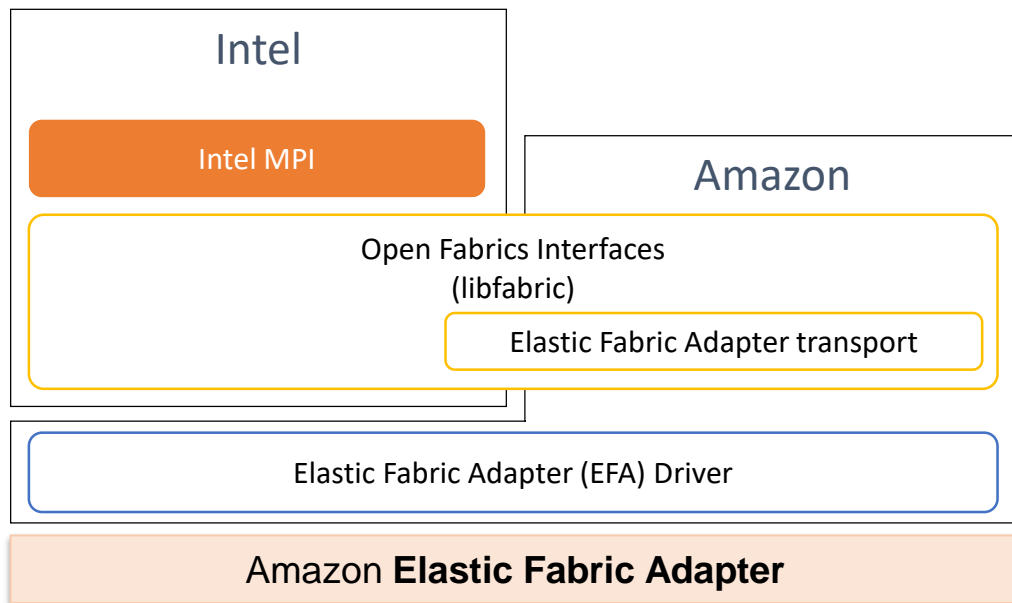 Intel
Intel MPI
Amazon
Open Fabrics Interfaces
(libfabric)
Elastic Fabric Adapter transport
Elastic Fabric Adapter (EFA) Driver
Amazon Elastic Fabric Adapter